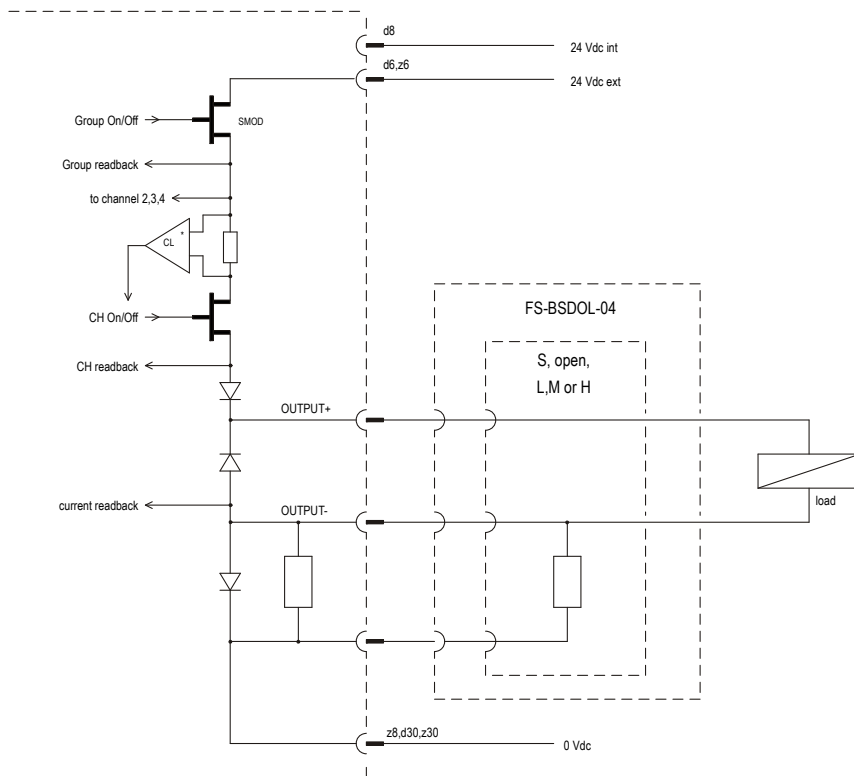 d8
24 Vdc int
d6,z6
24 Vdc ext
Group On/Off
SMOD
Group readback
to channel 2,3,4
CL
*
CH On/Off
FS-BSDOL-04
CH readback
S, open,
L,M or H
OUTPUT+
load
current readback
OUTPUT-
z8,d30,z30
0 Vdc